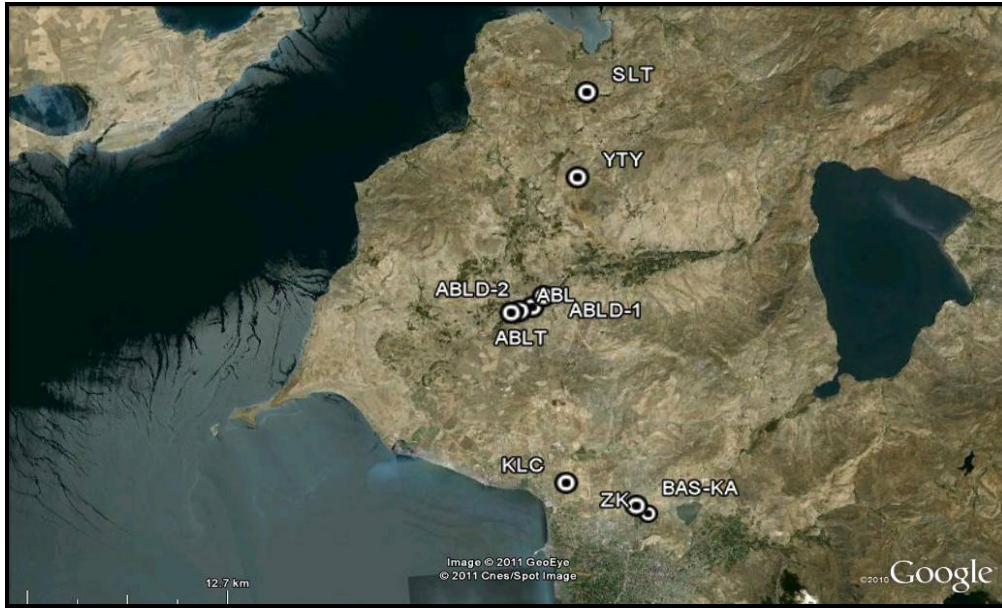 SLT
YTY
ABLD-2
ABL
ABLD-1
ABLT
KLC
ZK
BAS-KA
Image © 2011 GeoEye
© 2011 Cnes/Spot Image
12.7 km
©2010 Google